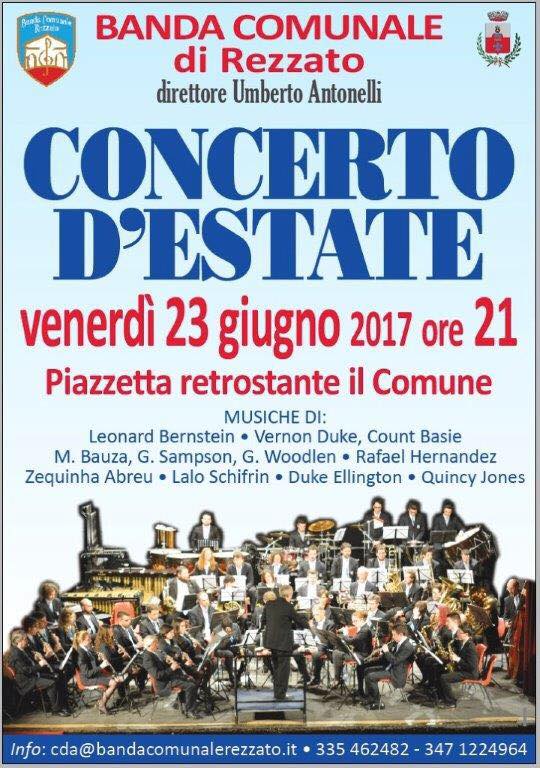 Banda Comunale
Rezzato
BANDA COMUNALE
di Rezzato
direttore Umberto Antonelli
CONCERTO
D'ESTATE
venerdì 23 giugno 2017 ore 21
Piazzetta retrostante il Comune
MUSICHE DI:
Leonard Bernstein • Vernon Duke, Count Basie
M. Bauza, G. Sampson, G. Woodlen • Rafael Hernandez
Zequinha Abreu • Lalo Schifrin • Duke Ellington • Quincy Jones
Info: cda@bandacomunalerezzato.it • 335 462482 - 347 1224964